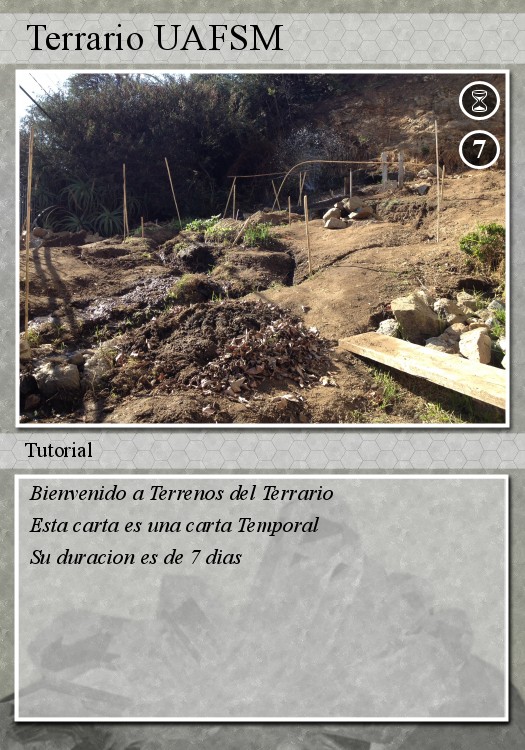 Terrario UAFSM
7
Tutorial
Bienvenido a Terrenos del Terrario
Esta carta es una carta Temporal
Su duracion es de 7 dias